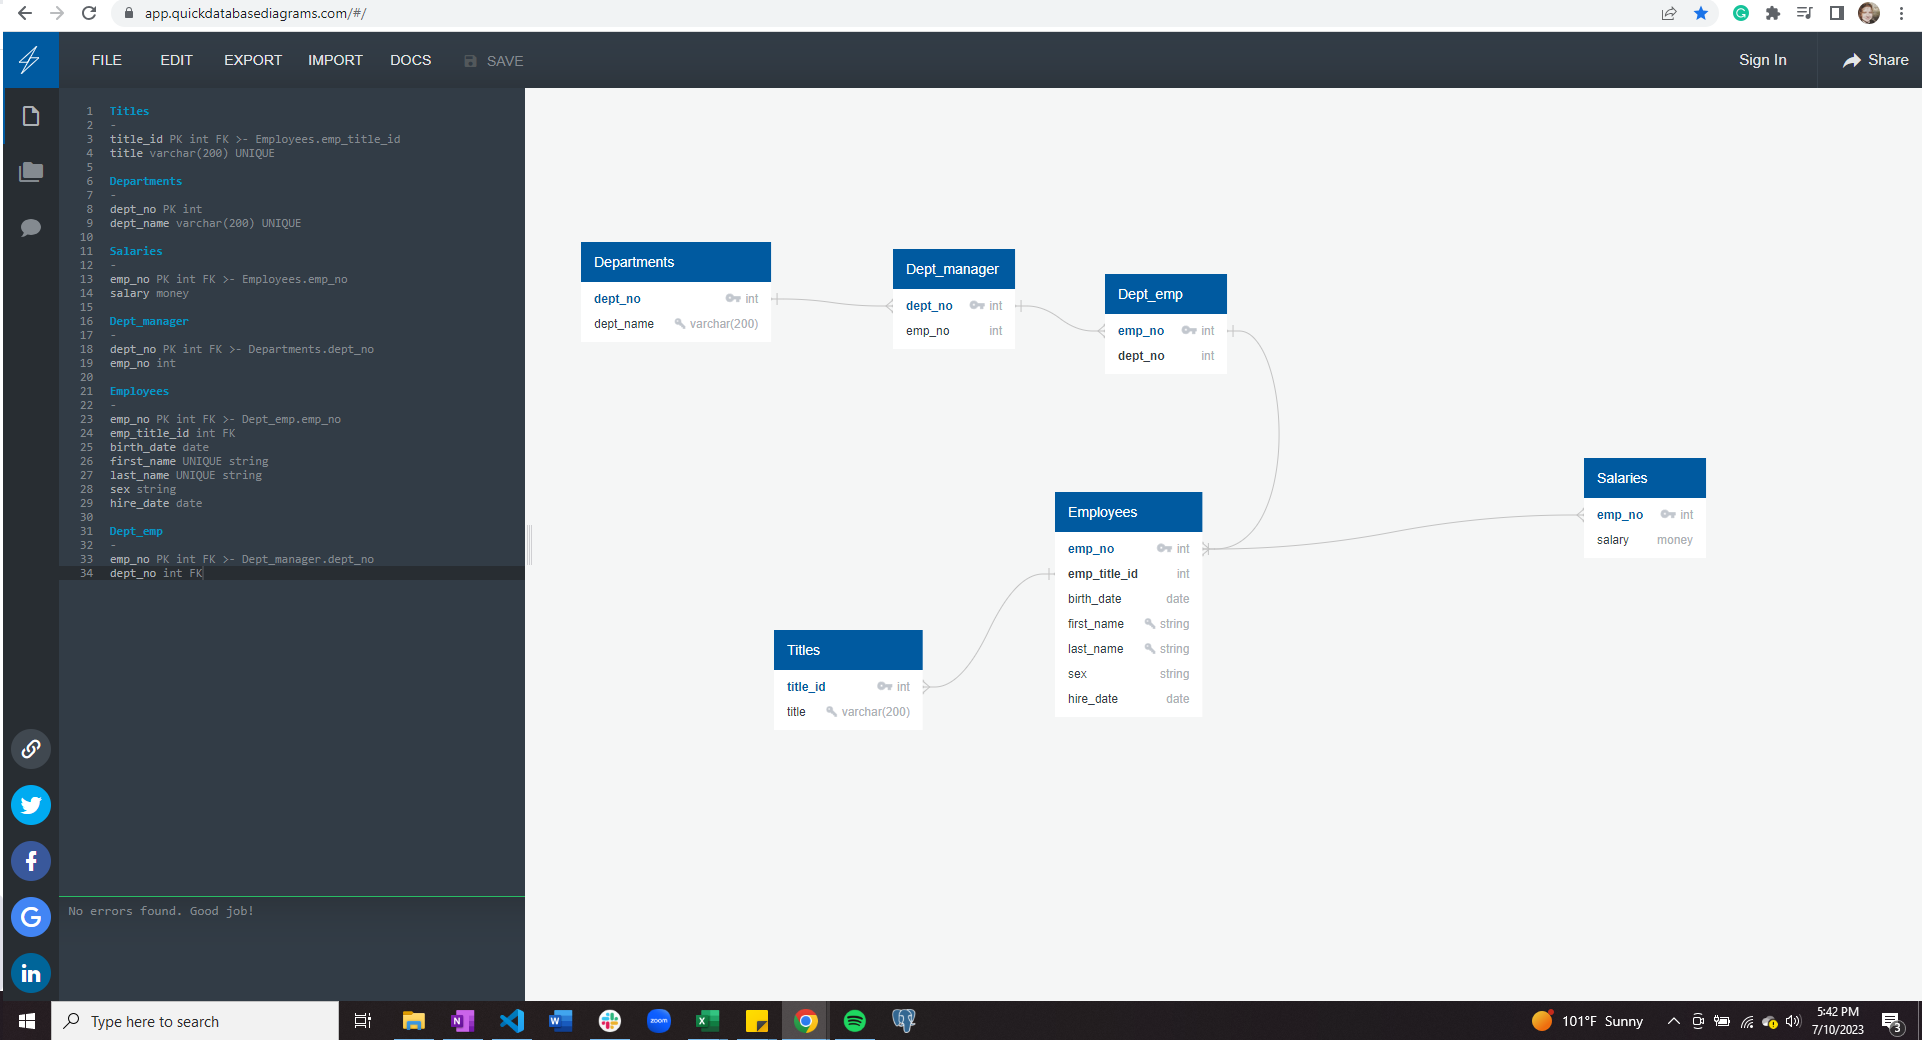 app.quickdatabasediagrams.com/#/
FILE EDIT EXPORT IMPORT DOCS SAVE Sign In Share
1 Titles
2 -
3 title_id PK int FK >- Employees.emp_title_id
4 title varchar(200) UNIQUE
5
6 Departments
7 -
8 dept_no PK int
9 dept_name varchar(200) UNIQUE
10
11 Salaries
12 -
13 emp_no PK int FK >- Employees.emp_no
14 salary money
15
16 Dept_manager
17 -
18 dept_no PK int FK >- Departments.dept_no
19 emp_no int
20
21 Employees
22 -
23 emp_no PK int FK >- Dept_emp.emp_no
24 emp_title_id int FK
25 birth_date date
26 first_name UNIQUE string
27 last_name UNIQUE string
28 sex string
29 hire_date date
30
31 Dept_emp
32 -
33 emp_no PK int FK >- Dept_manager.dept_no
34 dept_no int FK
No errors found. Good job!
Departments
dept_no int
dept_name varchar(200)
Dept_manager
dept_no int
emp_no int
Dept_emp
emp_no int
dept_no int
Employees
emp_no int
emp_title_id int
birth_date date
first_name string
last_name string
sex string
hire_date date
Salaries
emp_no int
salary money
Titles
title_id int
title varchar(200)
Type here to search
zoom
101°F Sunny
5:42 PM
7/10/2023
3